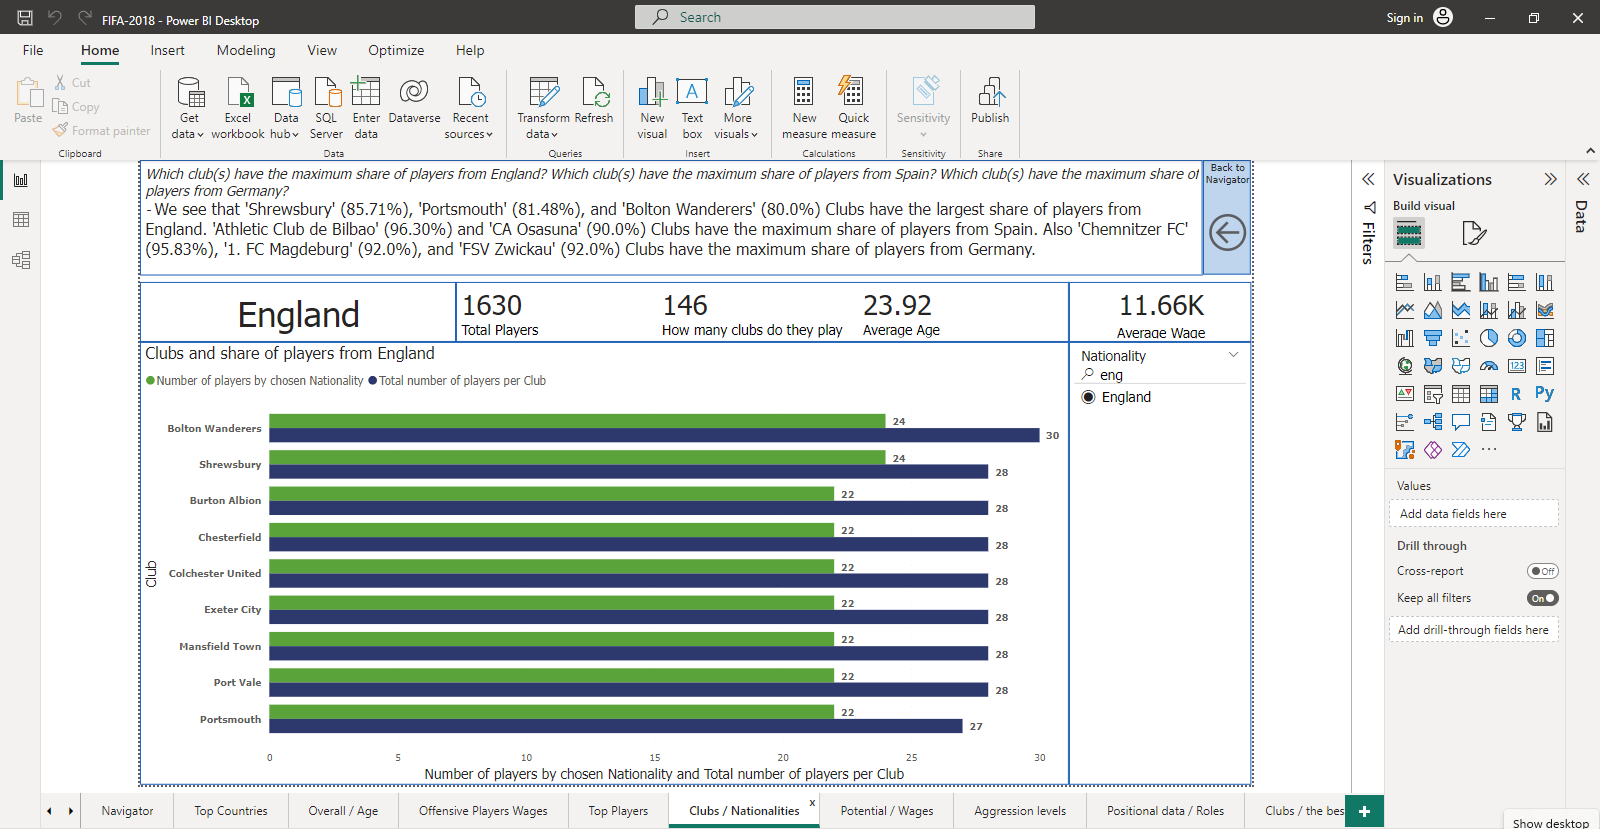 FIFA-2018 - Power BI Desktop
Search
Sign in
File Home Insert Modeling View Optimize Help
Paste
Cut
Copy
Format painter
Clipboard
Get data
Excel workbook
Data hub
SQL Server
Enter data
Dataverse
Recent sources
Data
Transform data
Refresh
Queries
New visual
Text box
More visuals
Insert
New measure
Quick measure
Calculations
Sensitivity
Sensitivity
Publish
Share
Which club(s) have the maximum share of players from England? Which club(s) have the maximum share of players from Spain? Which club(s) have the maximum share of
players from Germany?
- We see that 'Shrewsbury' (85.71%), 'Portsmouth' (81.48%), and 'Bolton Wanderers' (80.0%) Clubs have the largest share of players from
England. 'Athletic Club de Bilbao' (96.30%) and 'CA Osasuna' (90.0%) Clubs have the maximum share of players from Spain. Also 'Chemnitzer FC'
(95.83%), '1. FC Magdeburg' (92.0%), and 'FSV Zwickau' (92.0%) Clubs have the maximum share of players from Germany.
Back to
Navigator
England
1630
Total Players
146
How many clubs do they play
23.92
Average Age
11.66K
Average Wage
Clubs and share of players from England
Number of players by chosen Nationality Total number of players per Club
Club
Bolton Wanderers 24
30
Shrewsbury 24
28
Burton Albion 22
28
Chesterfield 22
28
Colchester United 22
28
Exeter City 22
28
Mansfield Town 22
28
Port Vale 22
28
Portsmouth 22
27
0 5 10 15 20 25 30
Number of players by chosen Nationality and Total number of players per Club
Nationality
eng
England
Filters
Visualizations
Build visual
123
R
Py
Values
Add data fields here
Drill through
Cross-report
Off
Keep all filters
On
Add drill-through fields here
Data
Navigator
Top Countries
Overall / Age
Offensive Players Wages
Top Players
Clubs / Nationalities
x
Potential / Wages
Aggression levels
Positional data / Roles
Clubs / the bes
Show desktop